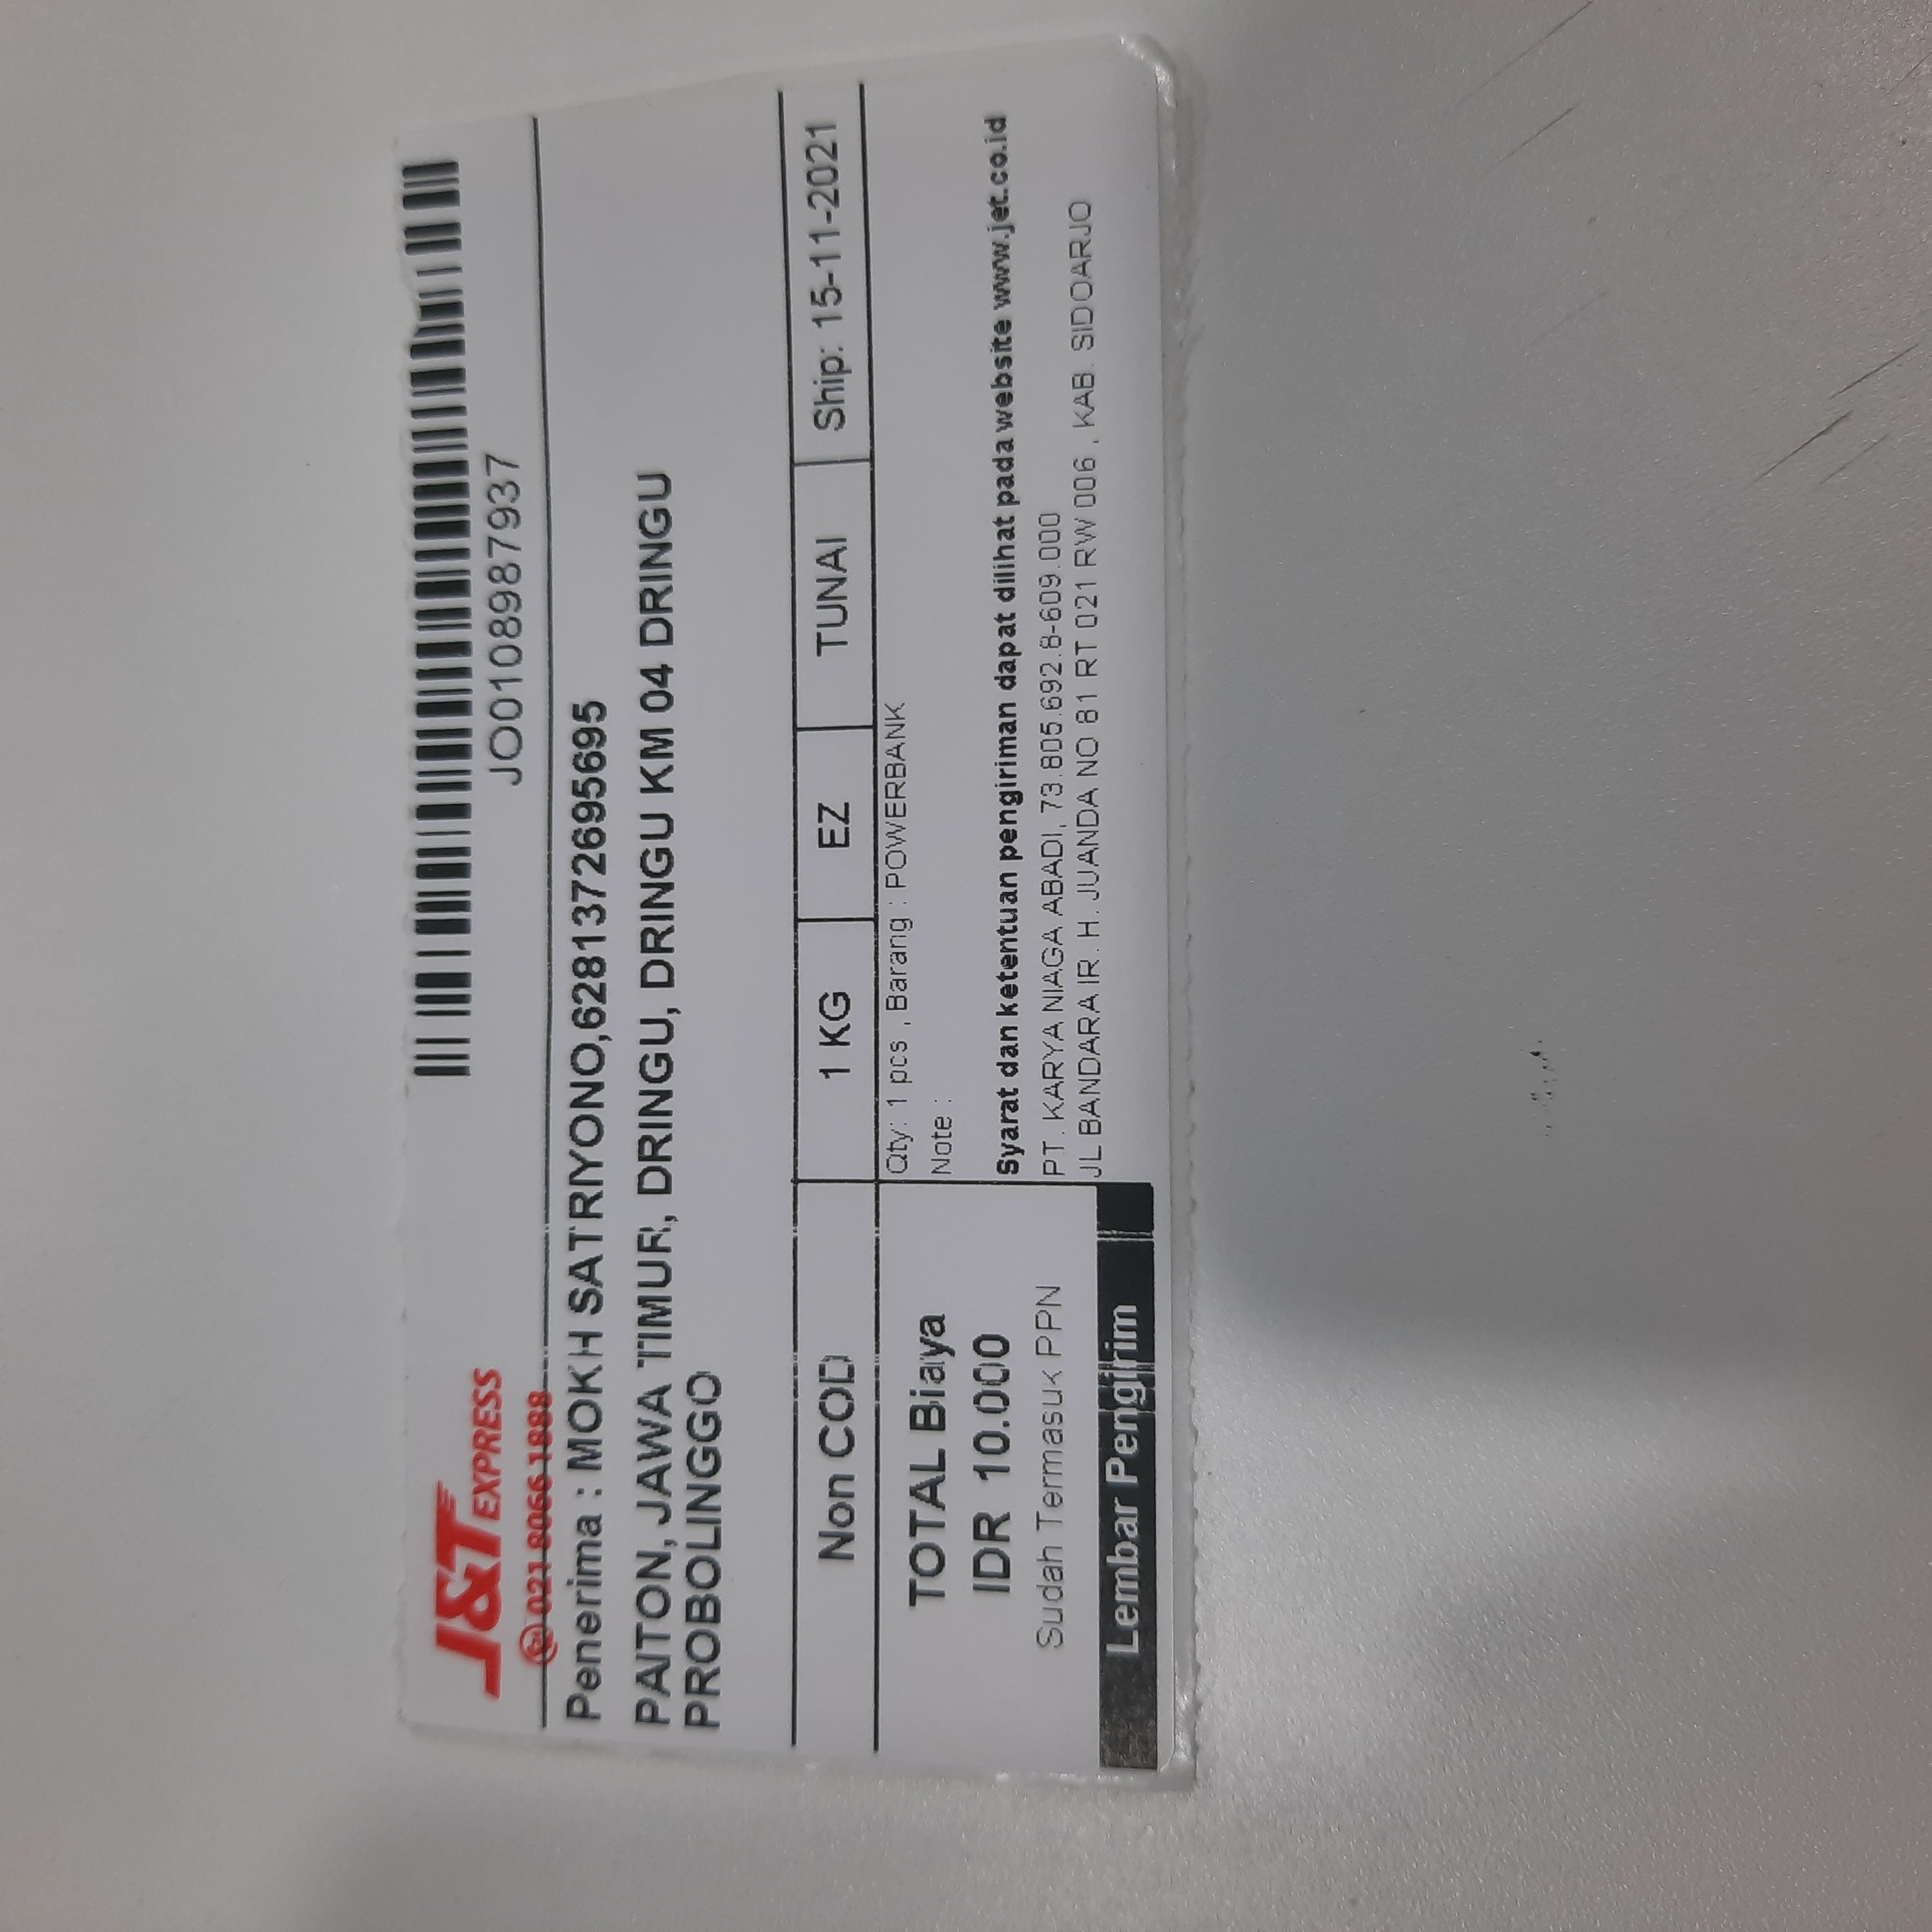 J&T EXPRESS
021 8066 1888
JO0108987937
Penerima : MOKH SATRIYONO,6281372695695
PAITON, JAWA TIMUR, DRINGU, DRINGU KM 04 DRINGU
PROBOLINGGO
Non COD
1 KG
EZ
TUNAI
Ship: 15-11-2021
TOTAL Biaya
IDR 10.000
Sudah Termasuk PPN
Lembar Pengirim
Qty: 1 pcs , Barang : POWERBANK
Note :
Syarat dan ketentuan pengiriman dapat dilihat pada website www.jet.co.id
PT. KARYA NIAGA ABADI, 73.805.692.8-609.000
JL BANDARA IR. H. JUANDA NO 81 RT 021 RW 006 , KAB. SIDOARJO